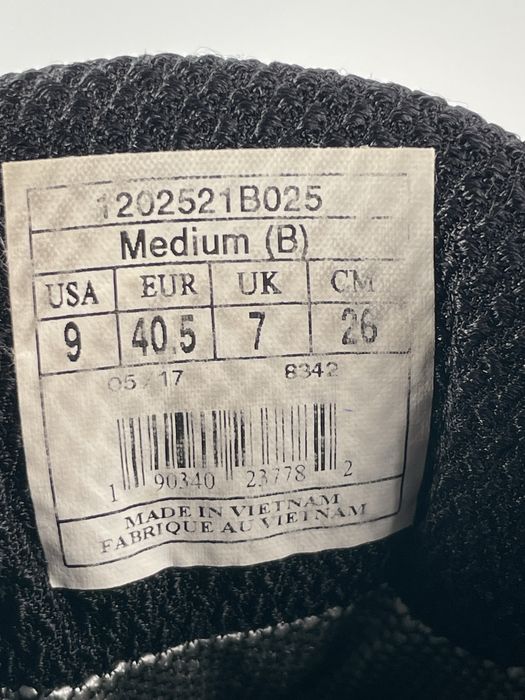 1202521B025
Medium (B)
USA EUR UK CM
9 40.5 7 26
05/17 8342
1 90340 23778 2
MADE IN VIETNAM
FABRIQUE AU VIETNAM